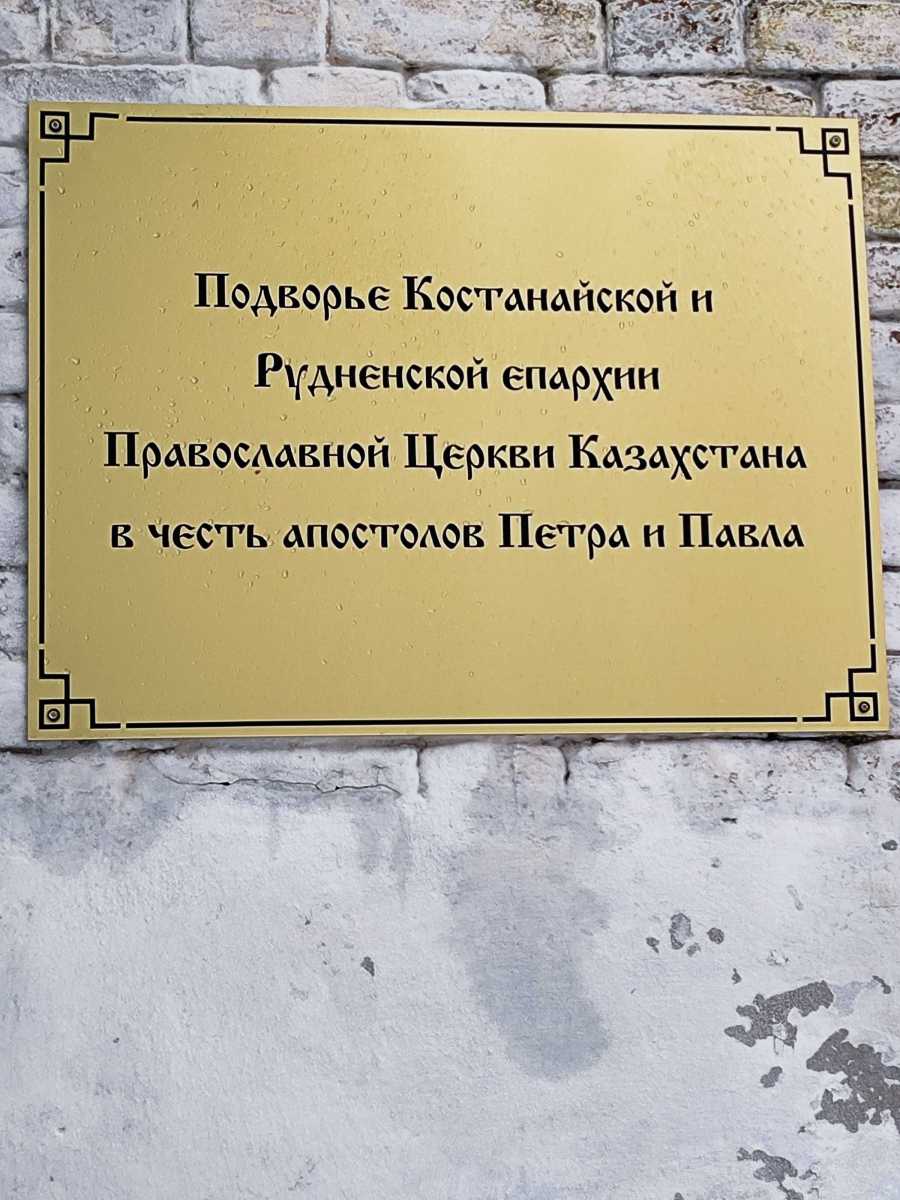 Подворье Костанайской и
Рудненской епархии
Православной Церкви Казахстана
в честь апостолов Петра и Павла